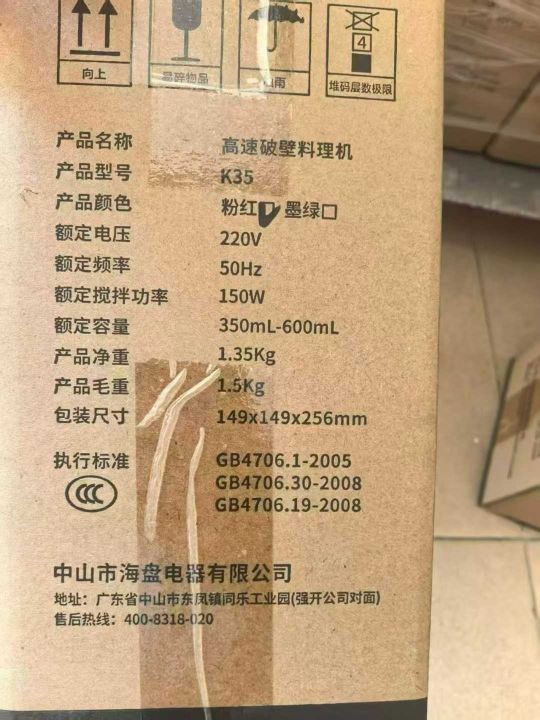 4
向上
易碎物品
怕雨
堆码层数极限
产品名称 高速破壁料理机
产品型号 K35
产品颜色 粉红口 墨绿口
额定电压 220V
额定频率 50Hz
额定搅拌功率 150W
额定容量 350mL-600mL
产品净重 1.35Kg
产品毛重 1.5Kg
包装尺寸 149x149x256mm
执行标准 GB4706.1-2005
GB4706.30-2008
CCC GB4706.19-2008
中山市海盘电器有限公司
地址：广东省中山市东凤镇同乐工业园(强开公司对面)
售后热线：400-8318-020